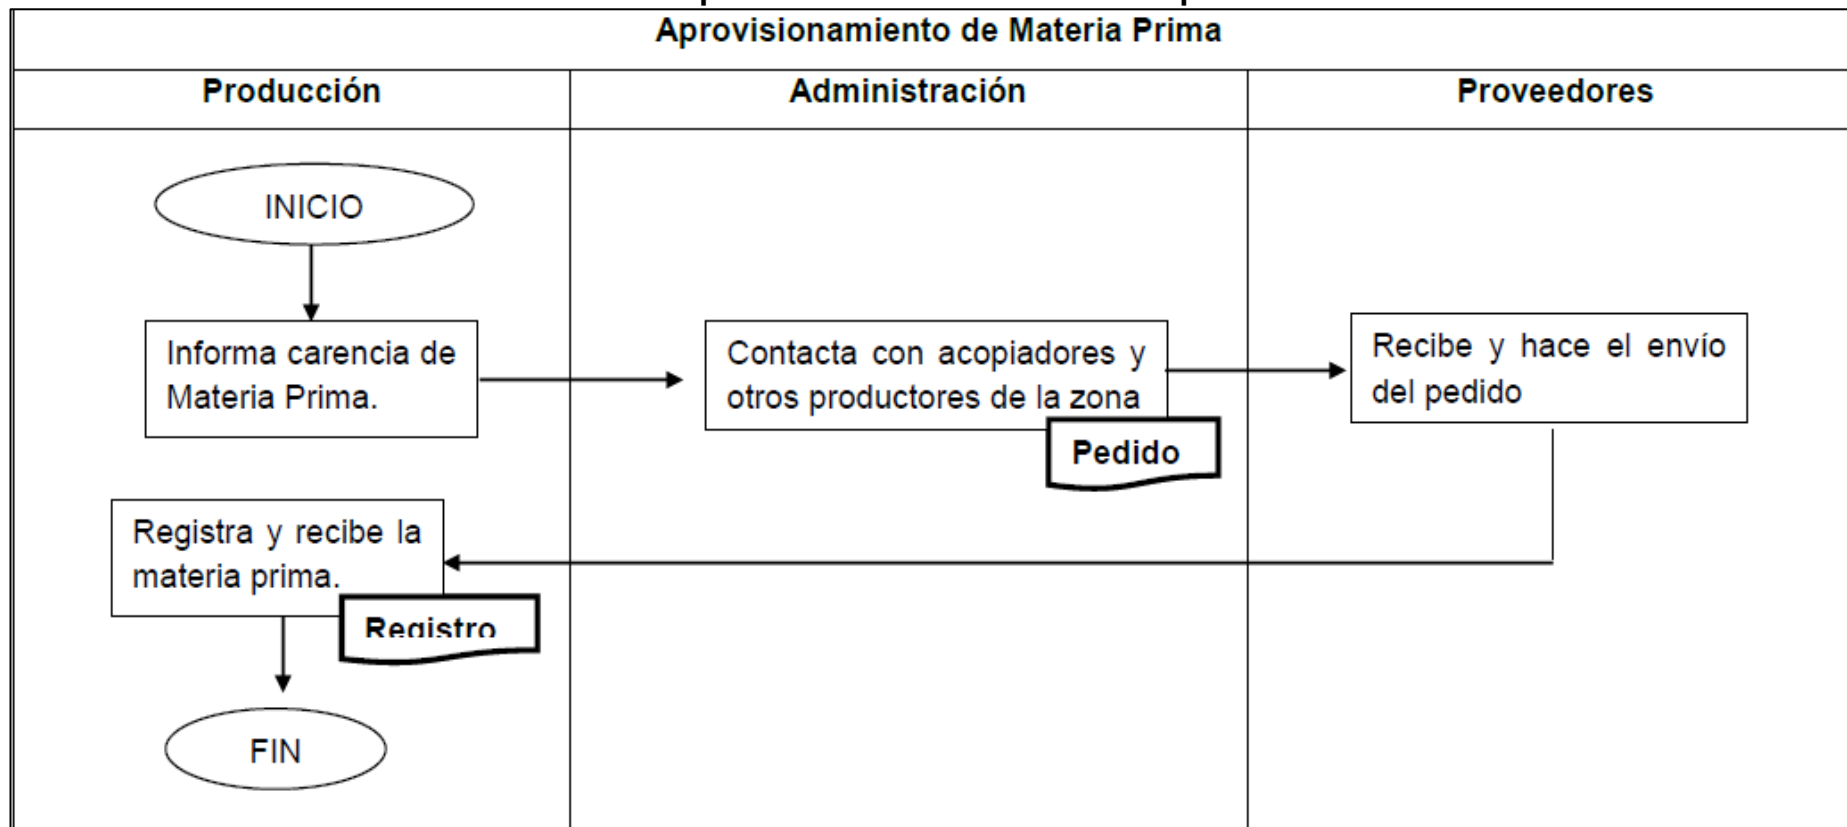 Aprovisionamiento de Materia Prima
Producción
Administración
Proveedores
INICIO
Informa carencia de
Materia Prima.
Contacta con acopiadores y
otros productores de la zona
Pedido
Recibe y hace el envío
del pedido
Registra y recibe la
materia prima.
Registro
FIN